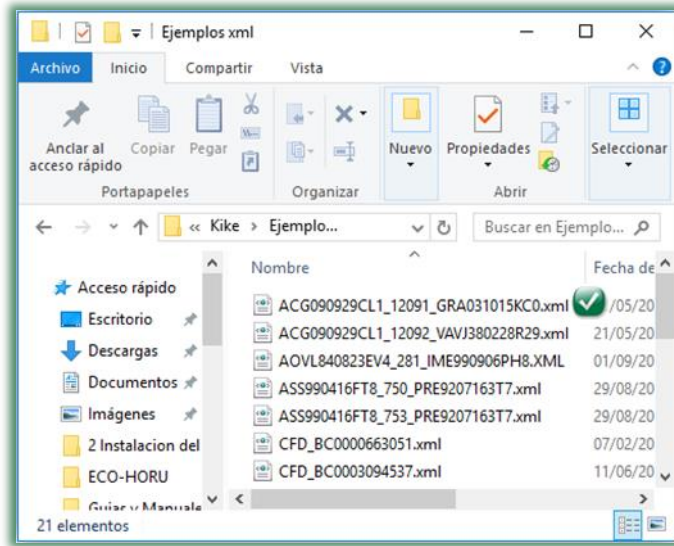 Ejemplos xml
Archivo Inicio Compartir Vista
Anclar al acceso rápido
Copiar
Pegar
Nuevo
Propiedades
Seleccionar
Portapapeles
Organizar
Abrir
« Kike > Ejemplo...
Buscar en Ejemplo...
Nombre Fecha de
Acceso rápido
Escritorio
Descargas
Documentos
Imágenes
2 Instalacion del
ECO-HORU
Guias y Manuale
ACG090929CL1_12091_GRA031015KC0.xml /05/20
ACG090929CL1_12092_VAVJ380228R29.xml 21/05/20
AOVL840823EV4_281_IME990906PH8.XML 01/09/20
ASS990416FT8_750_PRE9207163T7.xml 29/08/20
ASS990416FT8_753_PRE9207163T7.xml 29/08/20
CFD_BC0000663051.xml 07/02/20
CFD_BC0003094537.xml 11/06/20
21 elementos